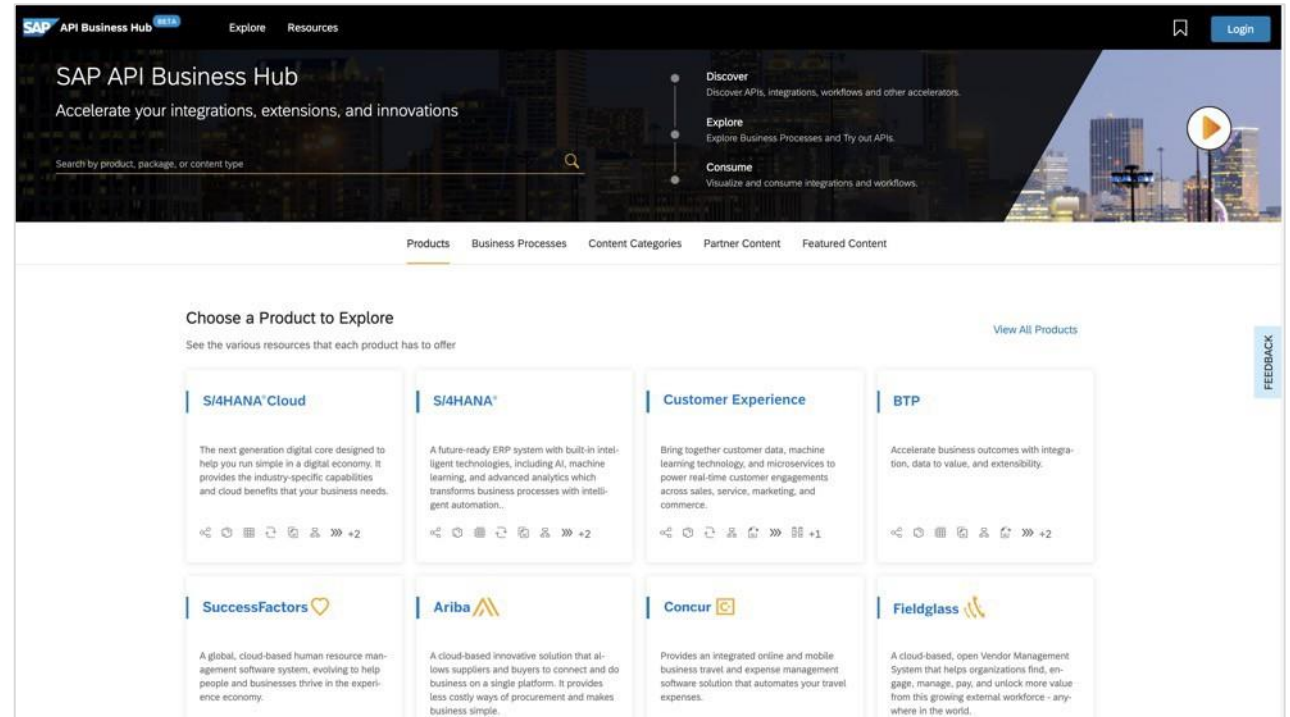 SAP API Business Hub BETA Explore Resources Login
SAP API Business Hub
Accelerate your integrations, extensions, and innovations
Search by product, package, or content type
Discover
Discover APIs, integrations, workflows and other accelerators.
Explore
Explore Business Processes and Try out APIs.
Consume
Visualize and consume integrations and workflows.
Products Business Processes Content Categories Partner Content Featured Content
Choose a Product to Explore
See the various resources that each product has to offer
View All Products
FEEDBACK
S/4HANA® Cloud
The next generation digital core designed to
help you run simple in a digital economy. It
provides the industry-specific capabilities
and cloud benefits that your business needs.
+2
S/4HANA®
A future-ready ERP system with built-in intel-
ligent technologies, including AI, machine
learning, and advanced analytics which
transforms business processes with intelli-
gent automation..
+2
Customer Experience
Bring together customer data, machine
learning technology, and microservices to
power real-time customer engagements
across sales, service, marketing, and
commerce.
+1
BTP
Accelerate business outcomes with integra-
tion, data to value, and extensibility.
+2
SuccessFactors
A global, cloud-based human resource man-
agement software system, evolving to help
people and businesses thrive in the experi-
ence economy.
Ariba
A cloud-based innovative solution that al-
lows suppliers and buyers to connect and do
business on a single platform. It provides
less costly ways of procurement and makes
business simple.
Concur C
Provides an integrated online and mobile
business travel and expense management
software solution that automates your travel
expenses.
Fieldglass
A cloud-based, open Vendor Management
System that helps organizations find, en-
gage, manage, pay, and unlock more value
from this growing external workforce - any-
where in the world.